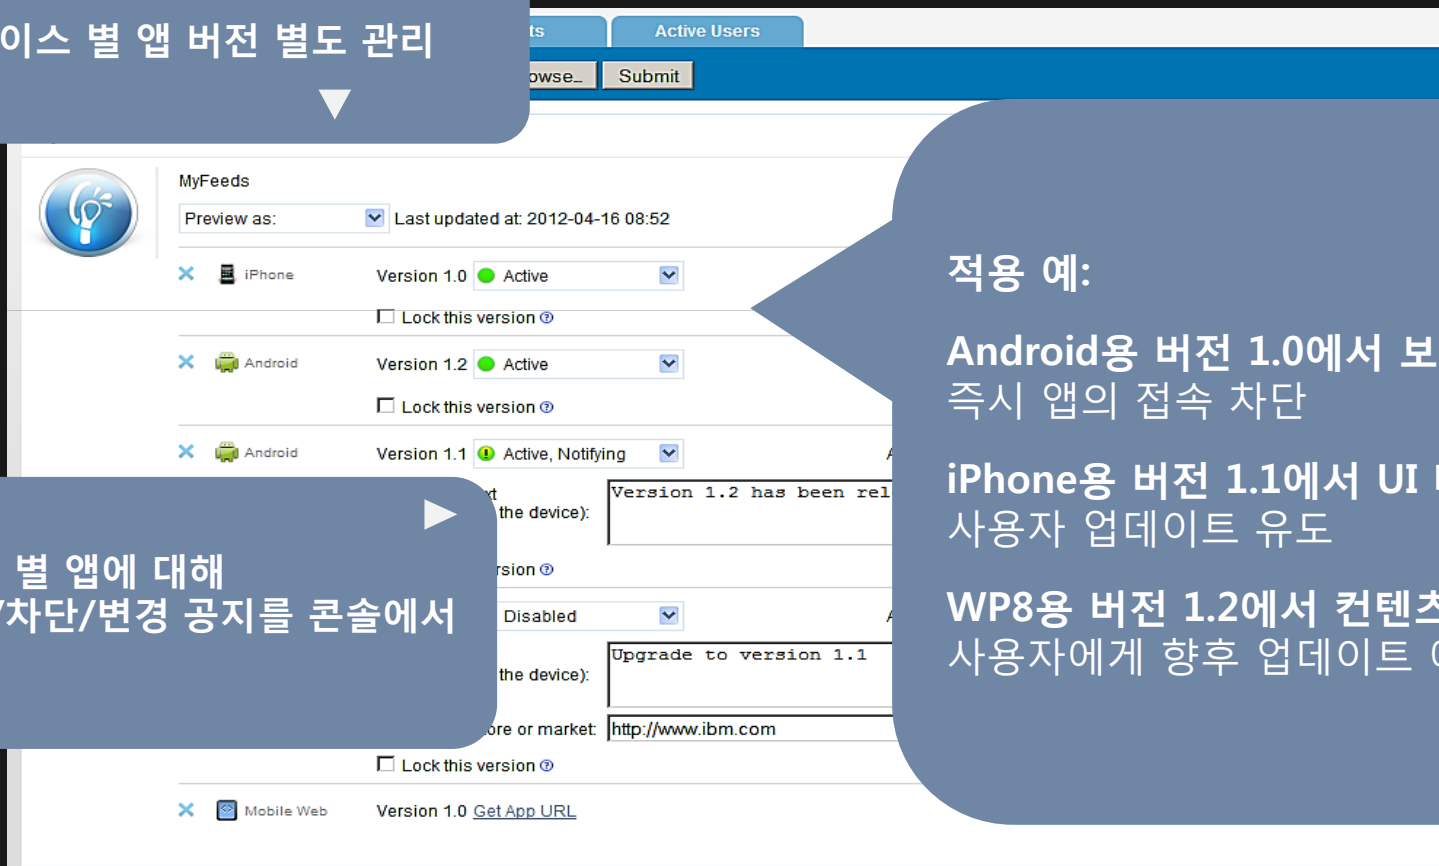 이스 별 앱 버전 별도 관리
ts
Active Users
owse_
Submit
MyFeeds
Preview as:
Last updated at: 2012-04-16 08:52
iPhone
Version 1.0
Active
Lock this version
Android
Version 1.2
Active
Lock this version
Android
Version 1.1
Active, Notifying
the device):
Version 1.2 has been rel
rsion
Disabled
the device):
Upgrade to version 1.1
ore or market:
http://www.ibm.com
Lock this version
Mobile Web
Version 1.0
Get App URL
별 앱에 대해
/차단/변경 공지를 콘솔에서
적용 예:
Android용 버전 1.0에서 보
즉시 앱의 접속 차단
iPhone용 버전 1.1에서 UI
사용자 업데이트 유도
WP8용 버전 1.2에서 컨텐츠
사용자에게 향후 업데이트